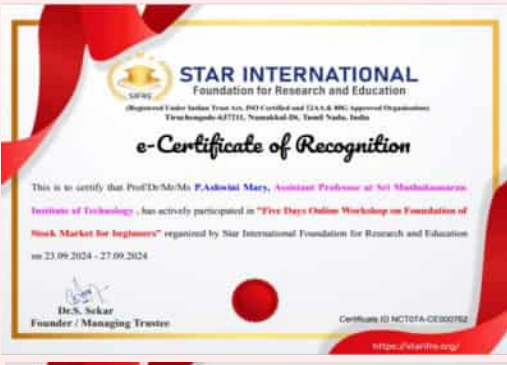 SIFRE
STAR INTERNATIONAL
Foundation for Research and Education
(Registered Under Indian Trust Act, ISO Certified and 12AA & 80G Approved Organization)
Tiruchengode-637211, Namakkal-Dt, Tamil Nadu, India
e-Certificate of Recognition
This is to certify that Prof/Dr/Mr/Ms P.Ashwini Mary, Assistant Professor at Sri Muthukumaran
Institute of Technology , has actively participated in "Five Days Online Workshop on Foundation of
Stock Market for beginners" organized by Star International Foundation for Research and Education
on 23.09.2024 - 27.09.2024
Dr.S. Sekar
Founder / Managing Trustee
Certificate ID NCT07A-CE000762
https://starifre.org/